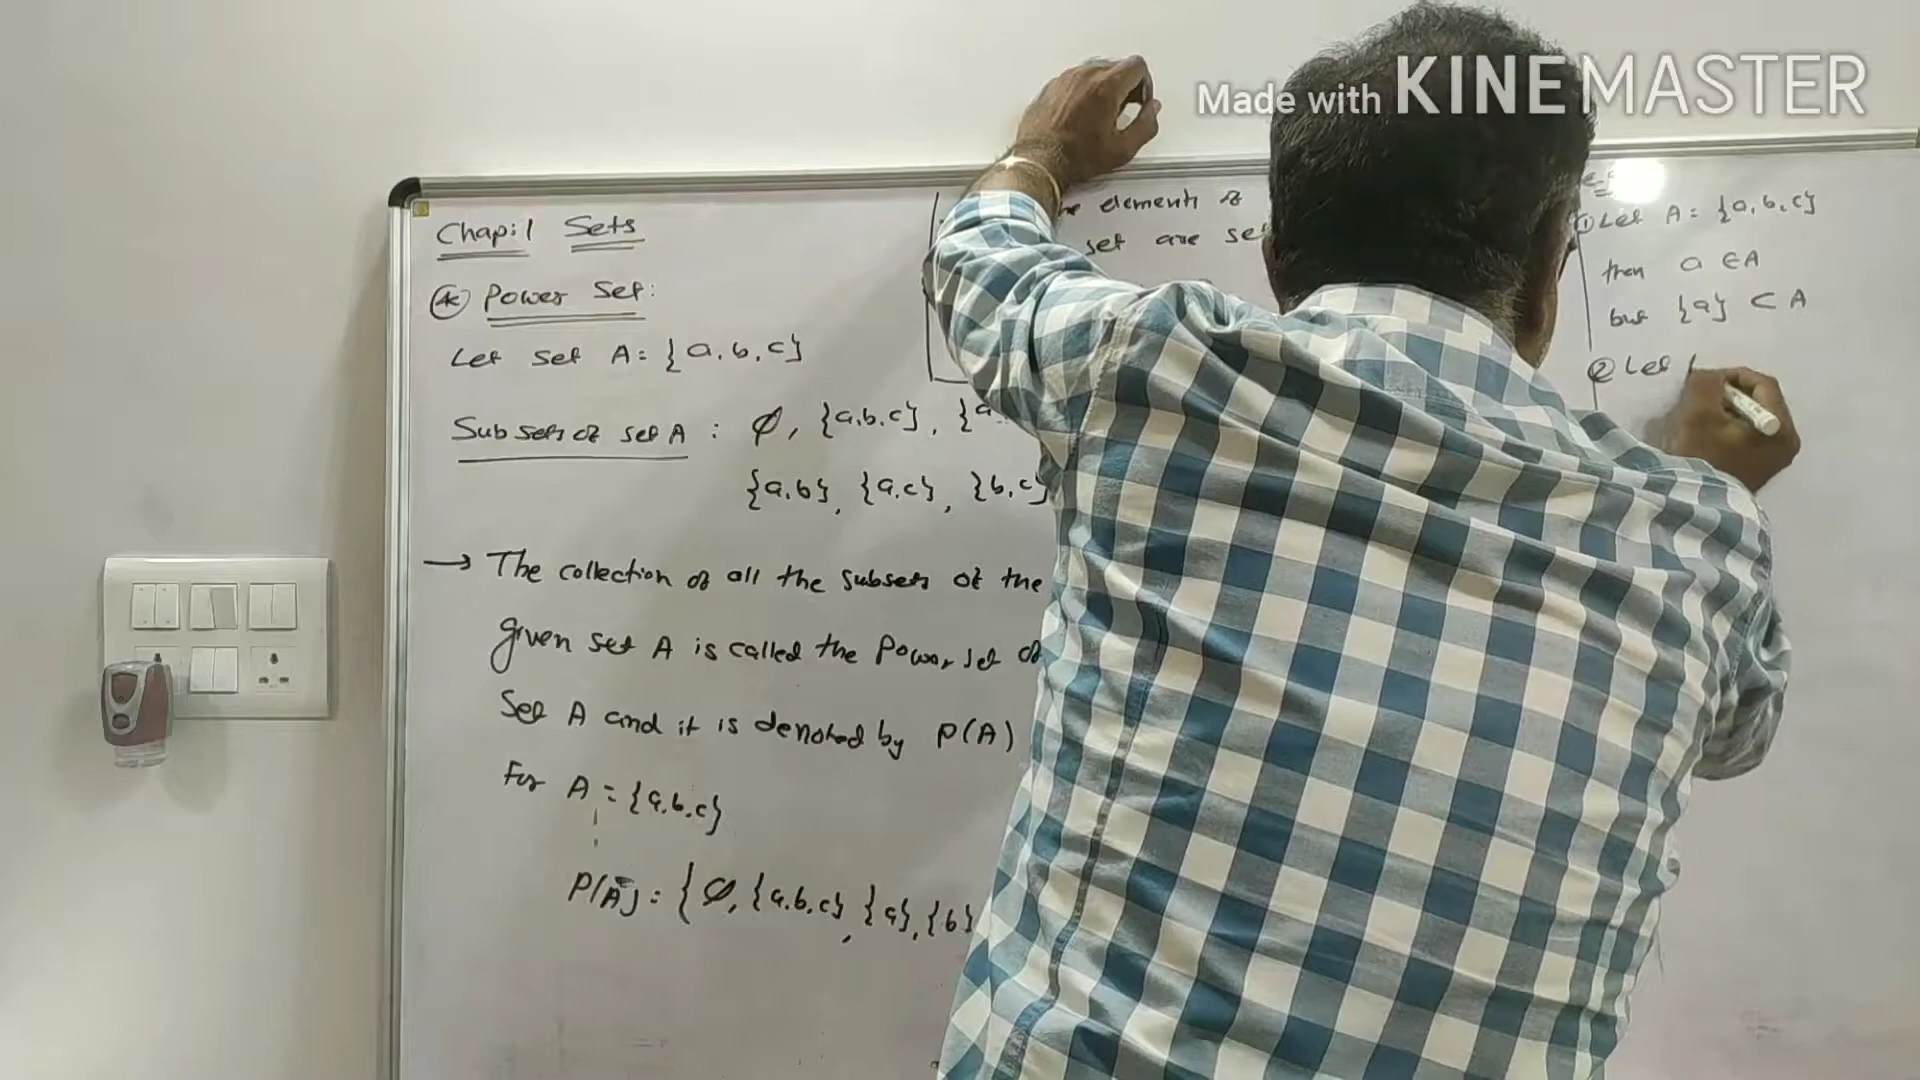 Made with KINEMASTER
Chap:1 Sets
* Power set:
Let set A = {a, b, c}
Subsets of set A : φ, {a.b.c}, {a
{a.b}, {a.c}, {b.c}
→ The collection of all the subsets of the
given set A is called the Power set of
Set A and it is denoted by P(A)
For A = {a.b.c}
P(A) = {φ, {a.b.c}, {a}, {b}
elements of
set are se
① Let A = {a, b, c}
then a ∈ A
but {a} ⊂ A
② Let